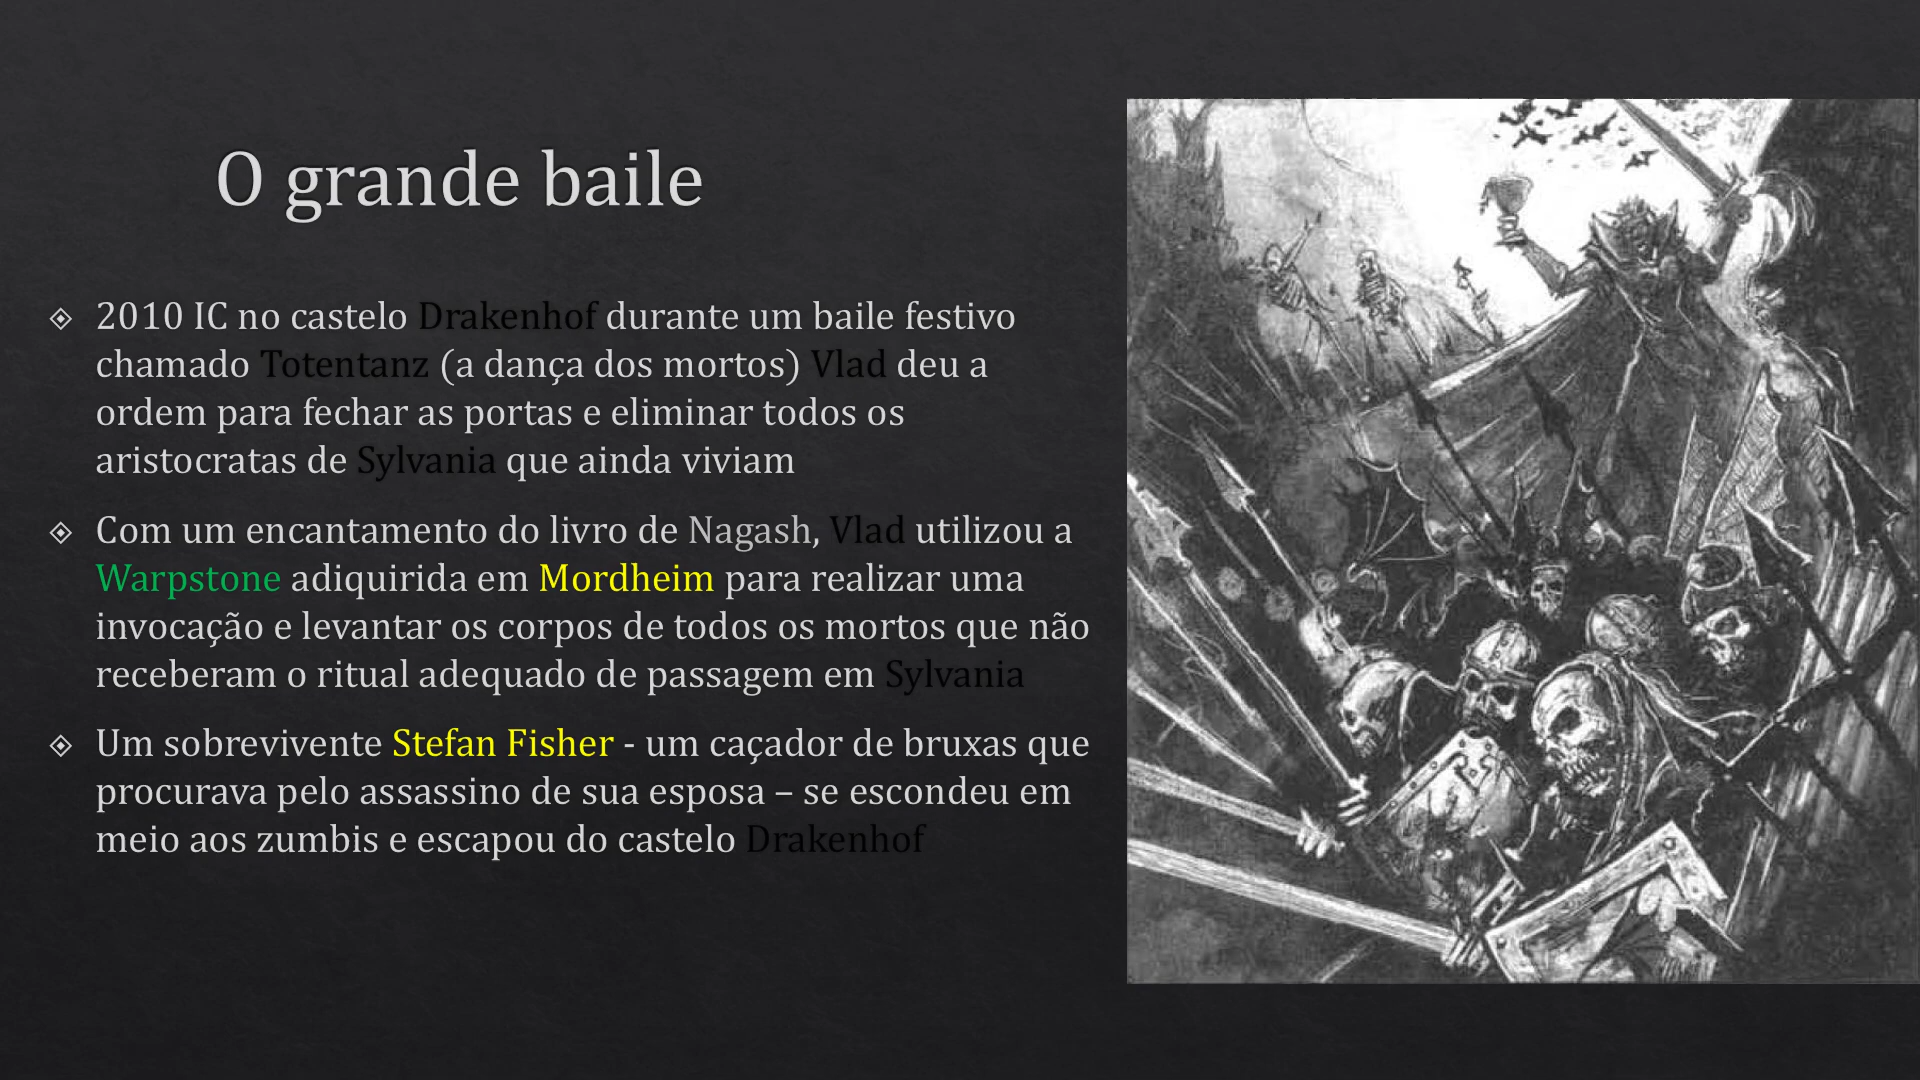 O grande baile
2010 IC no castelo Drakenhof durante um baile festivo
chamado Totentanz (a dança dos mortos) Vlad deu a
ordem para fechar as portas e eliminar todos os
aristocratas de Sylvania que ainda viviam
Com um encantamento do livro de Nagash, Vlad utilizou a
Warpstone adiquirida em Mordheim para realizar uma
invocação e levantar os corpos de todos os mortos que não
receberam o ritual adequado de passagem em Sylvania
Um sobrevivente Stefan Fisher - um caçador de bruxas que
procurava pelo assassino de sua esposa – se escondeu em
meio aos zumbis e escapou do castelo Drakenhof